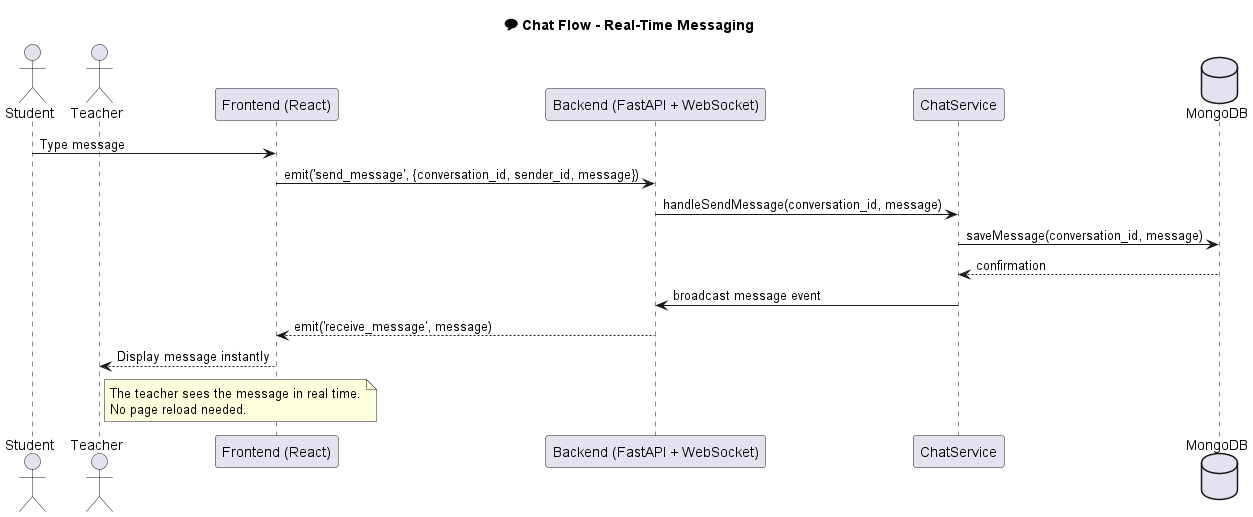 💬 Chat Flow - Real-Time Messaging
Student
Teacher
Frontend (React)
Backend (FastAPI + WebSocket)
ChatService
MongoDB
Type message
emit('send_message', {conversation_id, sender_id, message})
handleSendMessage(conversation_id, message)
saveMessage(conversation_id, message)
confirmation
broadcast message event
emit('receive_message', message)
Display message instantly
The teacher sees the message in real time.
No page reload needed.
Student
Teacher
Frontend (React)
Backend (FastAPI + WebSocket)
ChatService
MongoDB